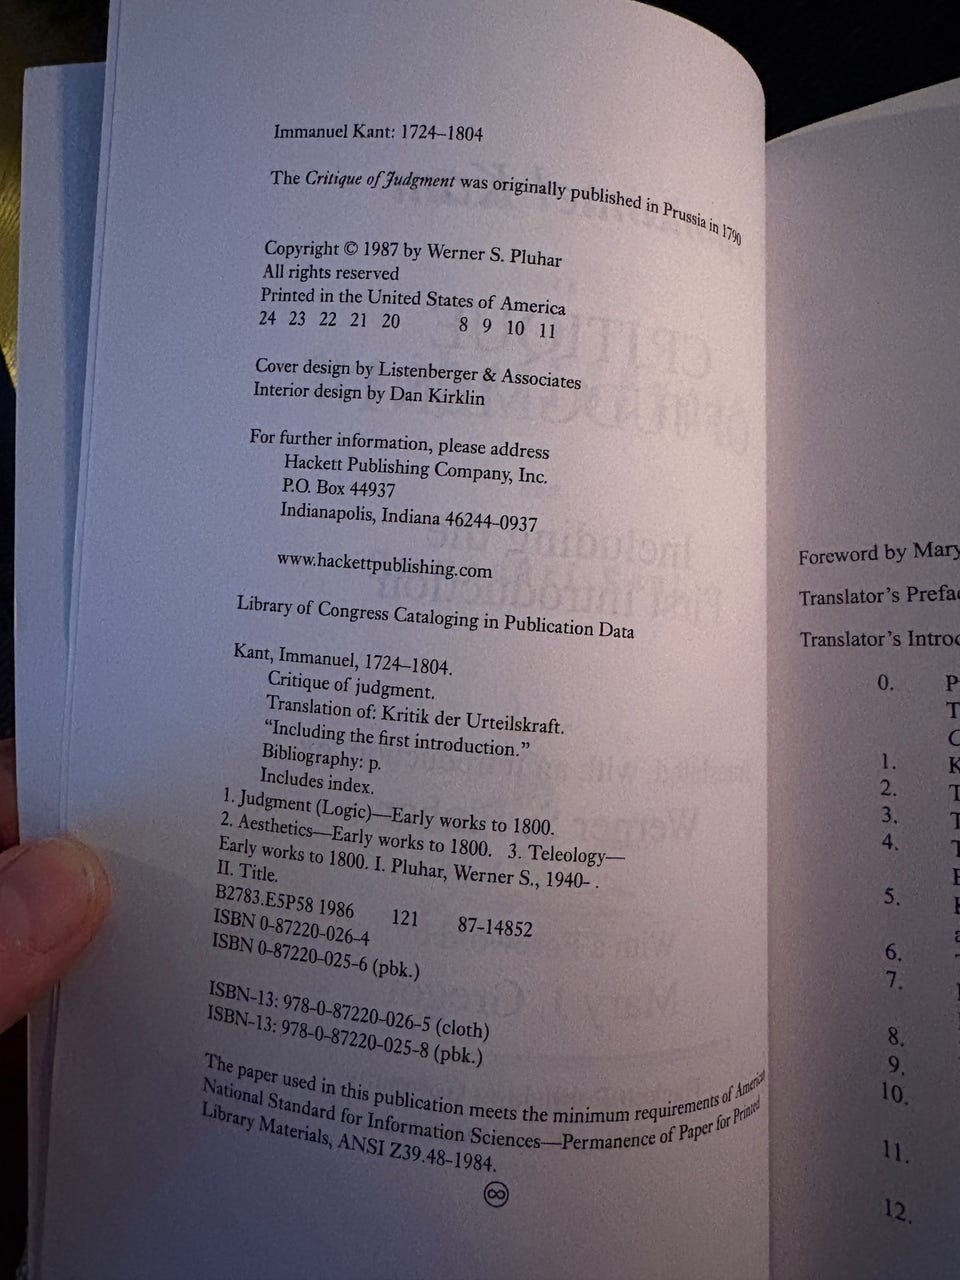 Immanuel Kant: 1724–1804
The Critique of Judgment was originally published in Prussia in 1790
Copyright © 1987 by Werner S. Pluhar
All rights reserved
Printed in the United States of America
24 23 22 21 20 8 9 10 11
Cover design by Listenberger & Associates
Interior design by Dan Kirklin
For further information, please address
Hackett Publishing Company, Inc.
P.O. Box 44937
Indianapolis, Indiana 46244-0937
www.hackettpublishing.com
Library of Congress Cataloging in Publication Data
Kant, Immanuel, 1724–1804.
Critique of judgment.
Translation of: Kritik der Urteilskraft.
“Including the first introduction.”
Bibliography: p.
Includes index.
1. Judgment (Logic)—Early works to 1800.
2. Aesthetics—Early works to 1800. 3. Teleology—
Early works to 1800. I. Pluhar, Werner S., 1940- .
II. Title.
B2783.E5P58 1986 121 87-14852
ISBN 0-87220-026-4
ISBN 0-87220-025-6 (pbk.)
ISBN-13: 978-0-87220-026-5 (cloth)
ISBN-13: 978-0-87220-025-8 (pbk.)
The paper used in this publication meets the minimum requirements of American
National Standard for Information Sciences—Permanence of Paper for Printed
Library Materials, ANSI Z39.48-1984.
Foreword by Mary
Translator’s Prefa
Translator’s Intro
0.
1.
2.
3.
4.
5.
6.
7.
8.
9.
10.
11.
12.